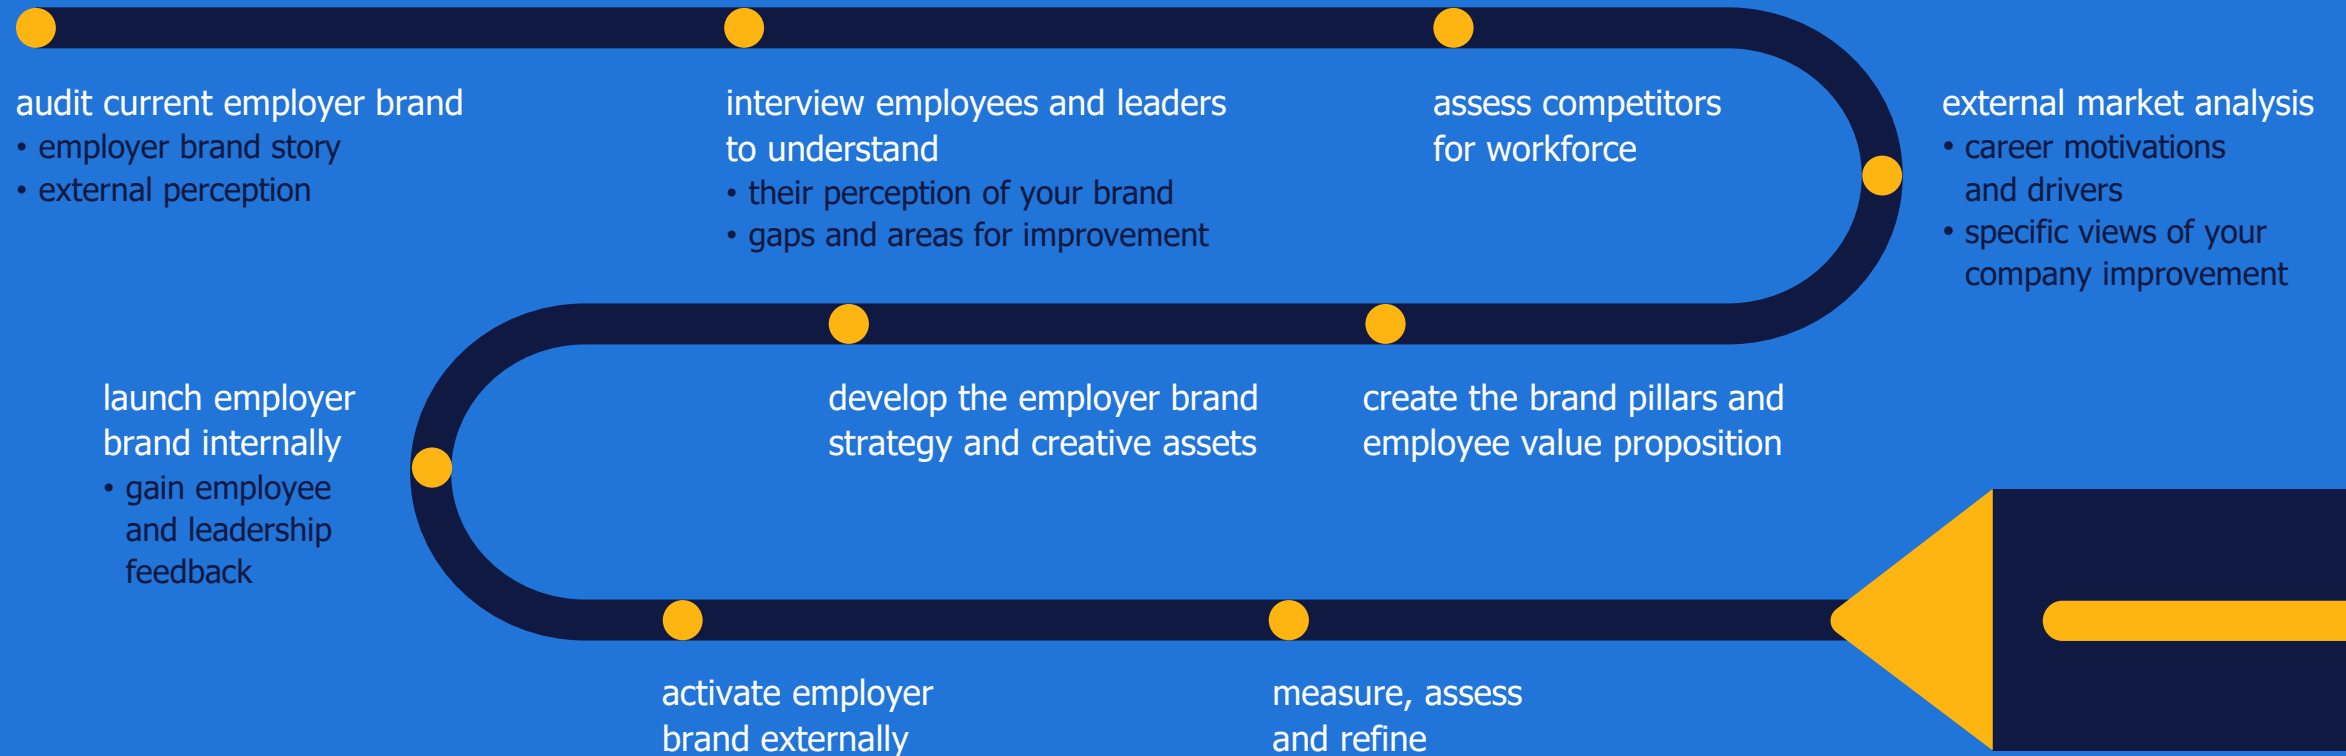 audit current employer brand
• employer brand story
• external perception
interview employees and leaders
to understand
• their perception of your brand
• gaps and areas for improvement
assess competitors
for workforce
external market analysis
• career motivations
and drivers
• specific views of your
company improvement
create the brand pillars and
employee value proposition
develop the employer brand
strategy and creative assets
launch employer
brand internally
• gain employee
and leadership
feedback
activate employer
brand externally
measure, assess
and refine